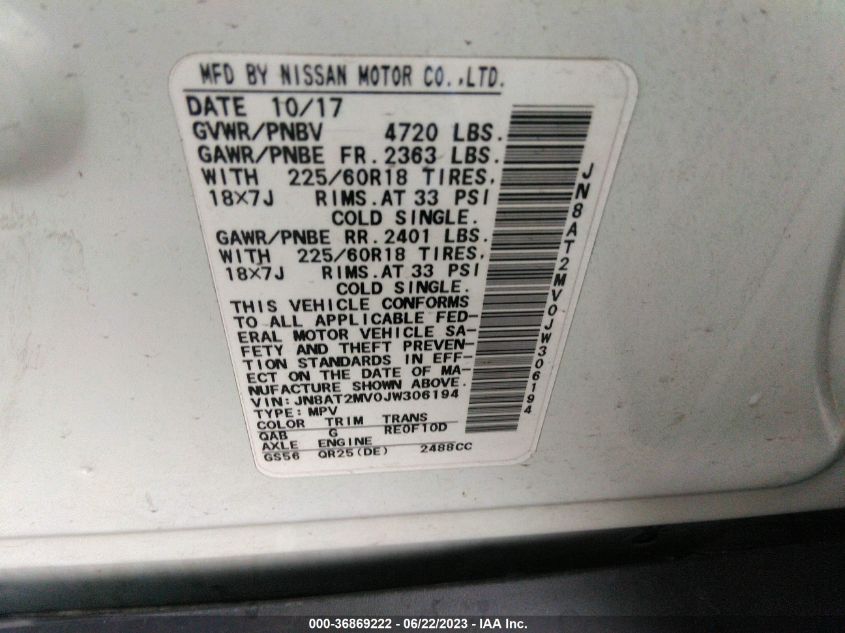 MFD BY NISSAN MOTOR CO.,LTD.
DATE 10/17
GVWR/PNBV 4720 LBS.
GAWR/PNBE FR. 2363 LBS.
WITH 225/60R18 TIRES.
18X7J RIMS. AT 33 PSI
COLD SINGLE.
GAWR/PNBE RR. 2401 LBS.
WITH 225/60R18 TIRES.
18X7J RIMS. AT 33 PSI
COLD SINGLE.
THIS VEHICLE CONFORMS
TO ALL APPLICABLE FED-
ERAL MOTOR VEHICLE SA-
FETY AND THEFT PREVEN-
TION STANDARDS IN EFF-
ECT ON THE DATE OF MA-
NUFACTURE SHOWN ABOVE.
VIN: JN8AT2MV0JW306194
TYPE: MPV
COLOR TRIM TRANS
QAB G RE0F10D
AXLE ENGINE
GS56 QR25(DE) 2488CC
JN8AT2MV0JW306194
000-36869222 - 06/22/2023 - IAA Inc.